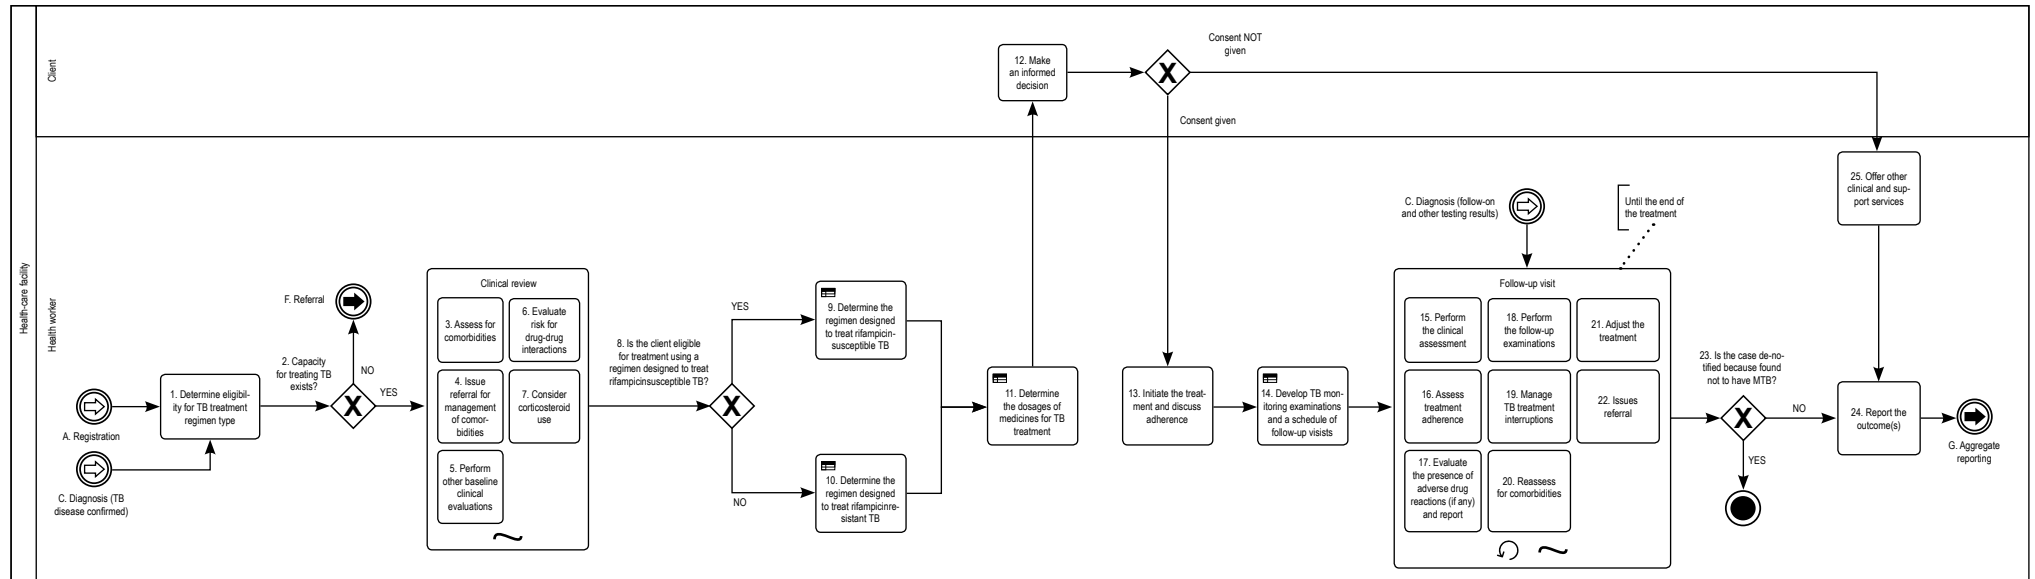 Health-care facility
Client
Health worker
A. Registration
C. Diagnosis (TB
disease confirmed)
1. Determine eligibil-
ity for TB treatment
regimen type
2. Capacity
for treating TB
exists?
F. Referral
NO
YES
Clinical review
3. Assess for
comorbidities
4. Issue
referral for
management
of comor-
bidities
5. Perform
other baseline
clinical
evaluations
6. Evaluate
risk for
drug-drug
interactions
7. Consider
corticosteroid
use
8. Is the client eligible
for treatment using a
regimen designed to treat
rifampicinsusceptible TB?
YES
NO
9. Determine the
regimen designed
to treat rifampicin-
susceptible TB
10. Determine the
regimen designed
to treat rifampicinre-
sistant TB
11. Determine
the dosages of
medicines for TB
treatment
12. Make
an informed
decision
Consent NOT
given
Consent given
13. Initiate the treat-
ment and discuss
adherence
14. Develop TB mon-
itoring examinations
and a schedule of
follow-up visists
C. Diagnosis (follow-on
and other testing results)
Until the end of
the treatment
Follow-up visit
15. Perform
the clinical
assessment
16. Assess
treatment
adherence
17. Evaluate
the presence of
adverse drug
reactions (if any)
and report
18. Perform
the follow-up
examinations
19. Manage
TB treatment
interruptions
20. Reassess
for comorbidities
21. Adjust the
treatment
22. Issues
referral
23. Is the case de-no-
tified because found
not to have MTB?
NO
YES
24. Report the
outcome(s)
25. Offer other
clinical and sup-
port services
G. Aggregate
reporting